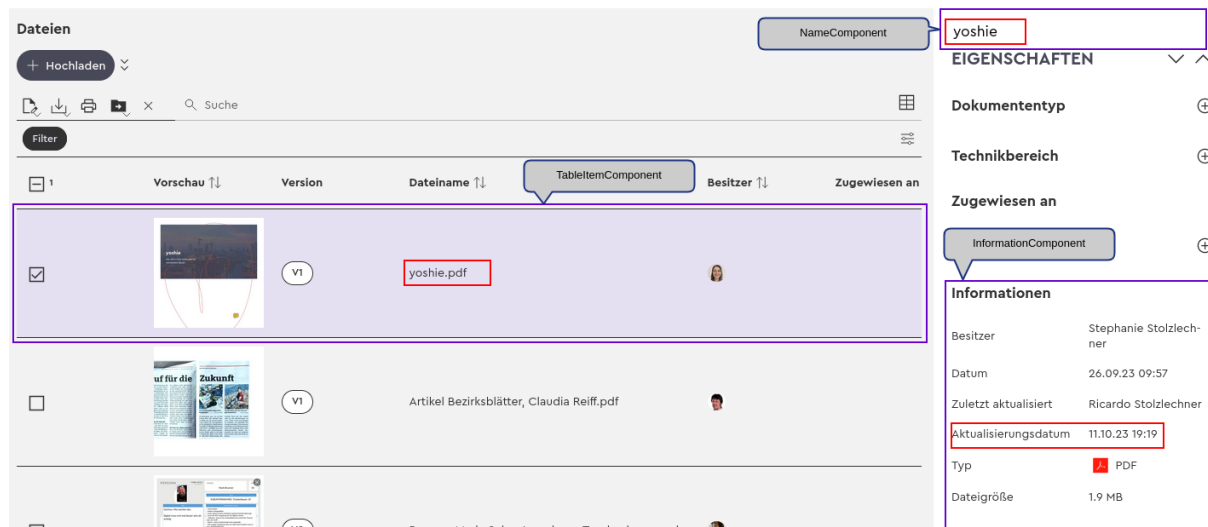 Dateien
NameComponent
yoshie
+ Hochladen
EIGENSCHAFTEN
Suche
Dokumententyp
Filter
Technikbereich
1 Vorschau Version Dateiname TableItemComponent Besitzer Zugewiesen an
Zugewiesen an
InformationComponent
yoshie
V1
yoshie.pdf
Informationen
Besitzer Stephanie Stolzlech-
ner
Datum 26.09.23 09:57
Zuletzt aktualisiert Ricardo Stolzlechner
Aktualisierungsdatum 11.10.23 19:19
Typ PDF
Dateigröße 1.9 MB
uf für die Zukunft
V1
Artikel Bezirksblätter, Claudia Reiff.pdf